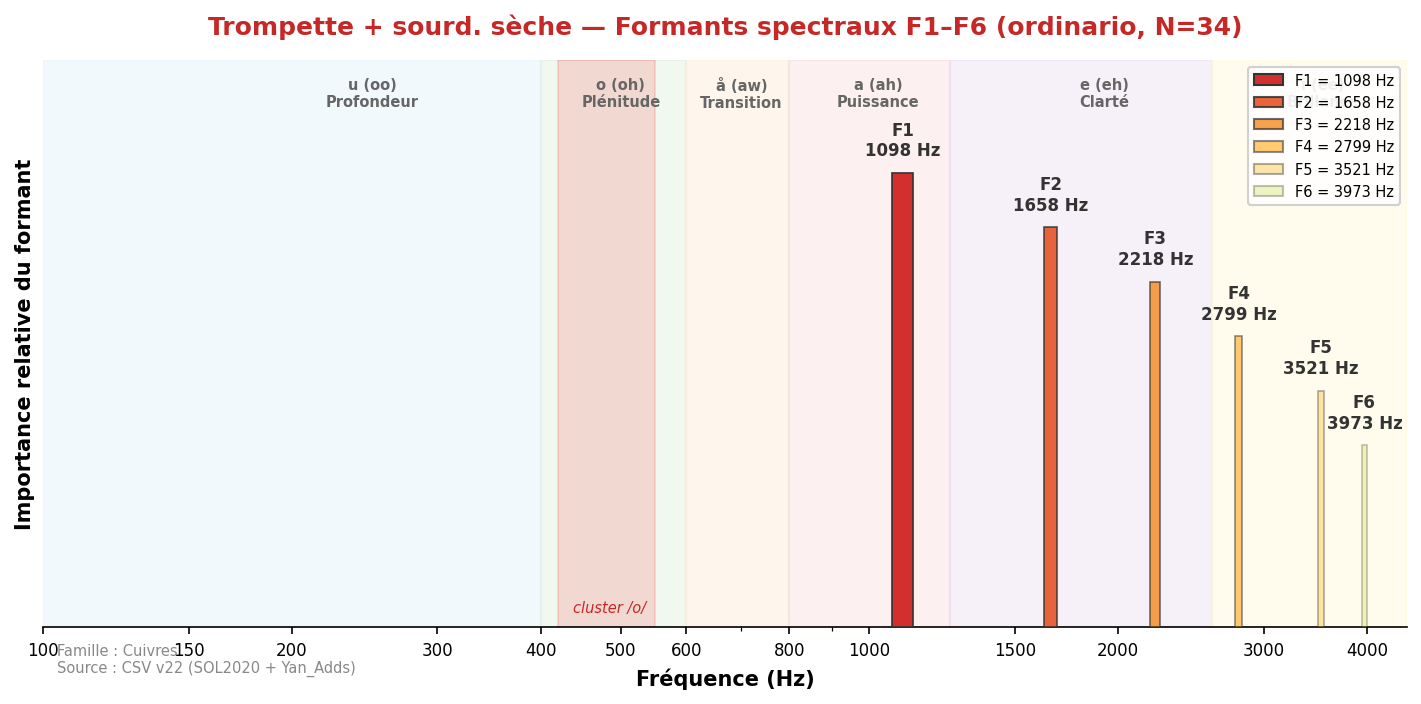 Trompette + sourd. sèche — Formants spectraux F1–F6 (ordinario, N=34)
Importance relative du formant
u (oo)
Profondeur
o (oh)
Plénitude
å (aw)
Transition
a (ah)
Puissance
e (eh)
Clarté
F1 = 1098 Hz
F2 = 1658 Hz
F3 = 2218 Hz
F4 = 2799 Hz
F5 = 3521 Hz
F6 = 3973 Hz
F1
1098 Hz
F2
1658 Hz
F3
2218 Hz
F4
2799 Hz
F5
3521 Hz
F6
3973 Hz
cluster /o/
100 150 200 300 400 500 600 800 1000 1500 2000 3000 4000
Famille : Cuivres
Source : CSV v22 (SOL2020 + Yan_Adds)
Fréquence (Hz)